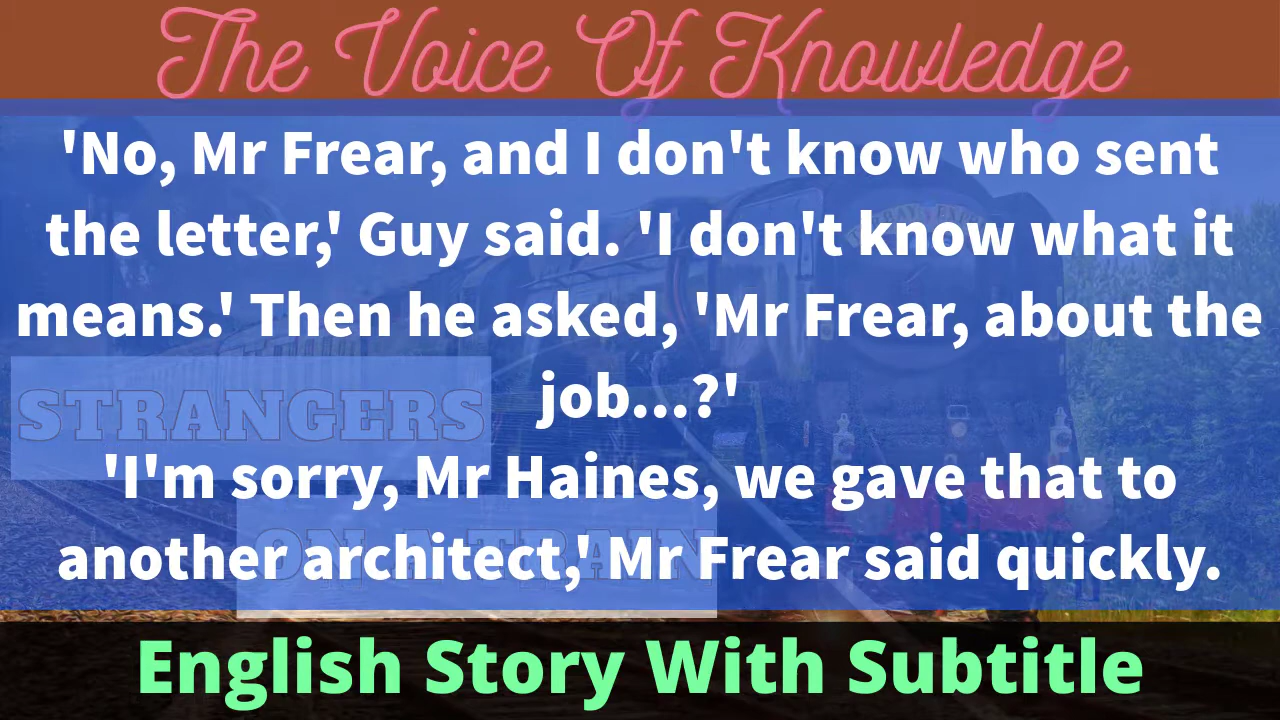 The Voice Of Knowledge
'No, Mr Frear, and I don't know who sent
the letter,' Guy said. 'I don't know what it
means.' Then he asked, 'Mr Frear, about the
job...?'
STRANGERS
'I'm sorry, Mr Haines, we gave that to
ON A TRAIN
another architect,' Mr Frear said quickly.
English Story With Subtitle